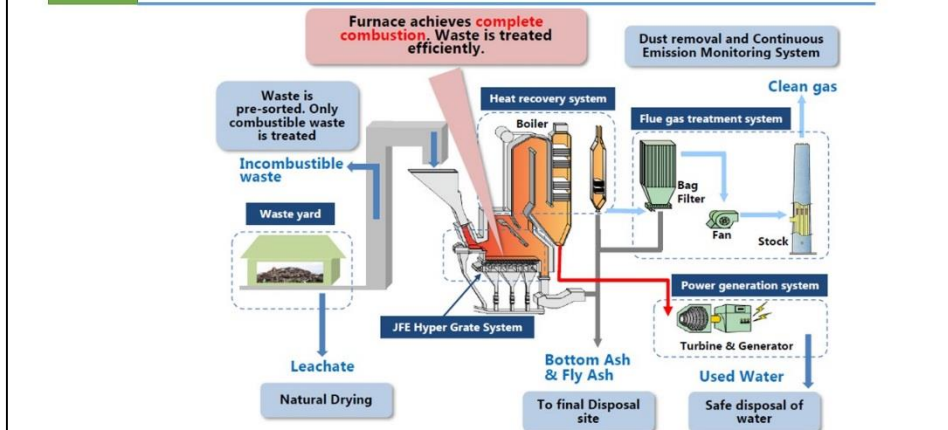 Furnace achieves complete
combustion. Waste is treated
efficiently.
Dust removal and Continuous
Emission Monitoring System
Clean gas
Waste is
pre-sorted. Only
combustible waste
is treated
Heat recovery system
Boiler
Flue gas treatment system
Incombustible
waste
Bag
Filter
Waste yard
Fan
Stock
Power generation system
JFE Hyper Grate System
Turbine & Generator
Leachate
Bottom Ash
& Fly Ash
Used Water
Natural Drying
To final Disposal
site
Safe disposal of
water